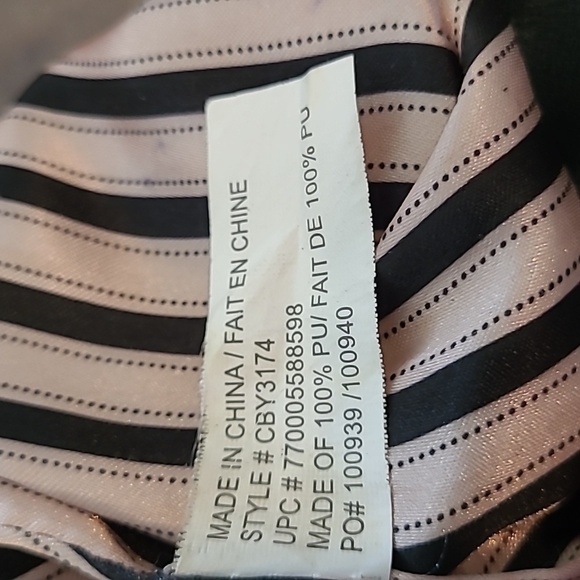 MADE IN CHINA / FAIT EN CHINE
STYLE # CBY3174
UPC # 770005588598
MADE OF 100% PU/ FAIT DE 100% PU
PO# 100939 /100940